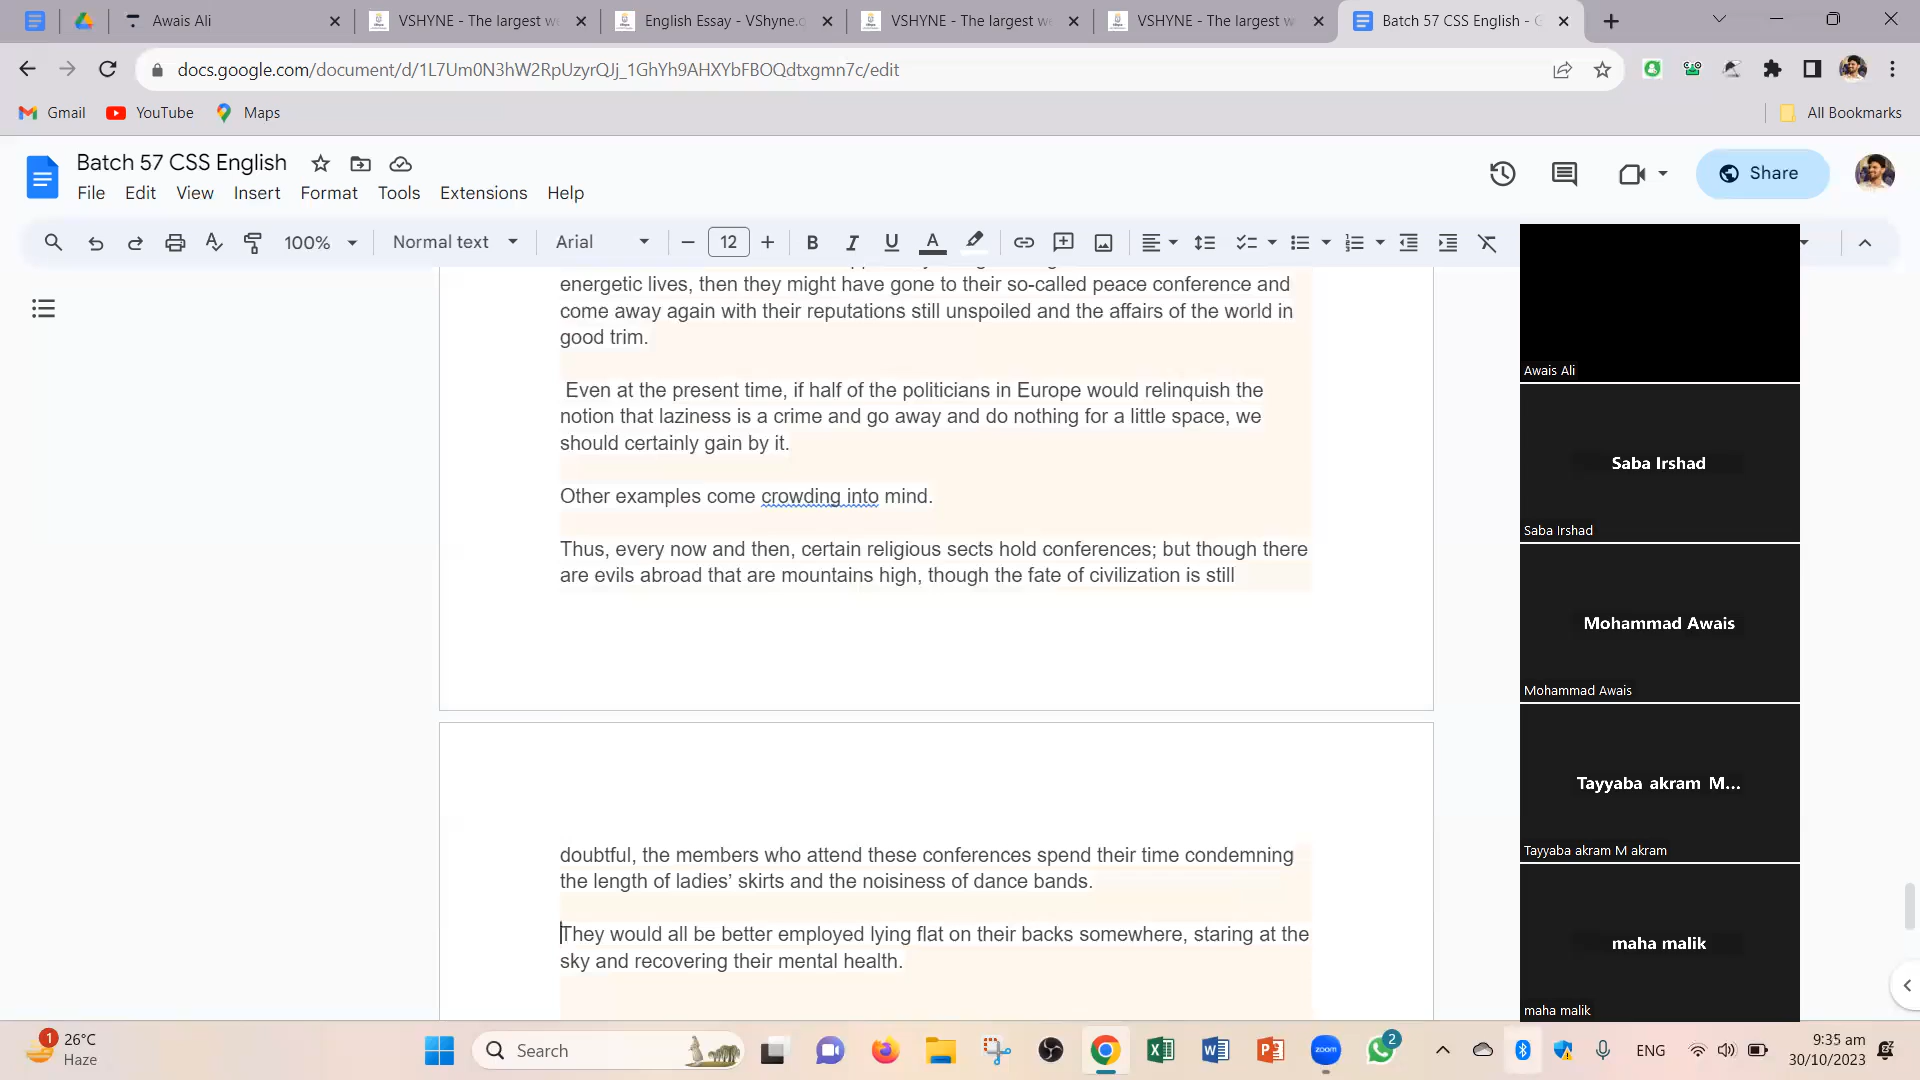 Awais Ali
VSHYNE - The largest w
English Essay - VShyne.c
VSHYNE - The largest w
VSHYNE - The largest w
Batch 57 CSS English - G
docs.google.com/document/d/1L7Um0N3hW2RpUzyrQJj_1GhYh9AHXYbFBOQdtxgmn7c/edit
Gmail
YouTube
Maps
All Bookmarks
Batch 57 CSS English
Share
File Edit View Insert Format Tools Extensions Help
100%
Normal text
Arial
12
energetic lives, then they might have gone to their so-called peace conference and
come away again with their reputations still unspoiled and the affairs of the world in
good trim.
Even at the present time, if half of the politicians in Europe would relinquish the
notion that laziness is a crime and go away and do nothing for a little space, we
should certainly gain by it.
Other examples come crowding into mind.
Thus, every now and then, certain religious sects hold conferences; but though there
are evils abroad that are mountains high, though the fate of civilization is still
doubtful, the members who attend these conferences spend their time condemning
the length of ladies’ skirts and the noisiness of dance bands.
They would all be better employed lying flat on their backs somewhere, staring at the
sky and recovering their mental health.
Awais Ali
Saba Irshad
Saba Irshad
Mohammad Awais
Mohammad Awais
Tayyaba akram M...
Tayyaba akram M akram
maha malik
maha malik
1
26°C
Haze
Search
zoom
2
ENG
9:35 am
30/10/2023